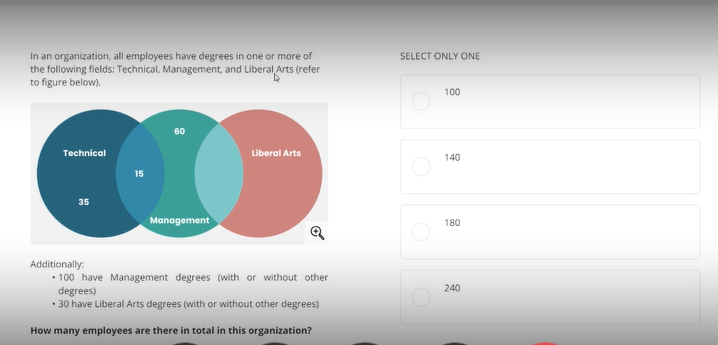 In an organization, all employees have degrees in one or more of
the following fields: Technical, Management, and Liberal Arts (refer
to figure below).
60
Technical
Liberal Arts
15
35
Management
Additionally:
• 100 have Management degrees (with or without other
degrees)
• 30 have Liberal Arts degrees (with or without other degrees)
How many employees are there in total in this organization?
SELECT ONLY ONE
100
140
180
240